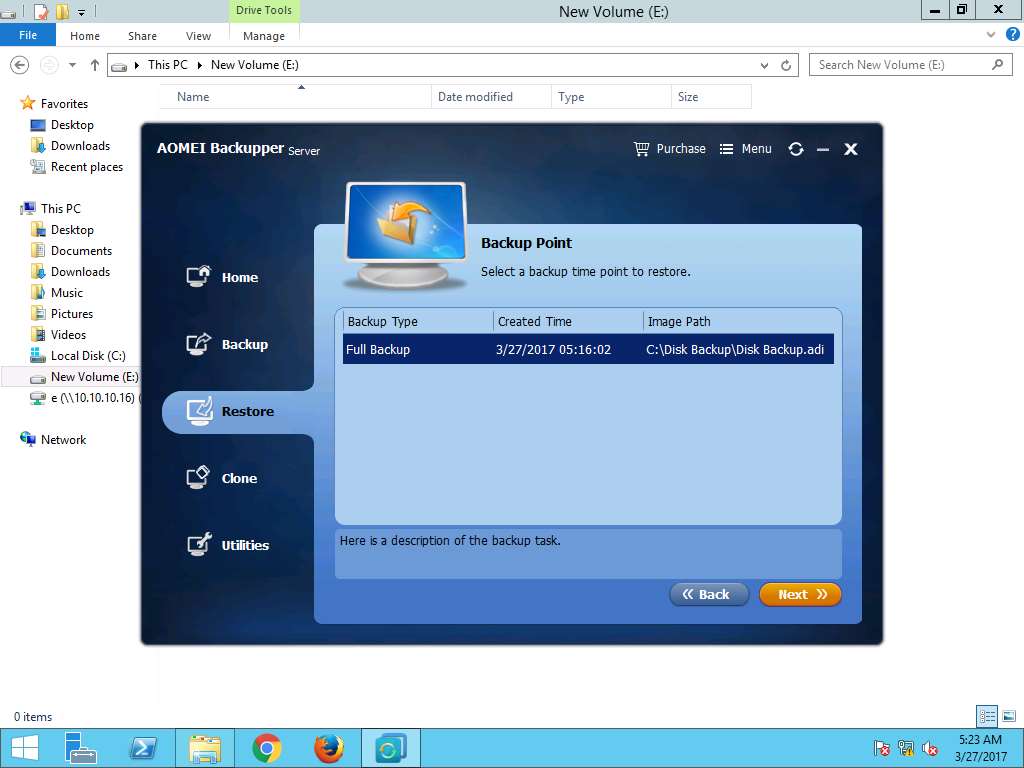 Drive Tools
New Volume (E:)
File Home Share View Manage
This PC New Volume (E:)
Search New Volume (E:)
Name Date modified Type Size
Favorites
Desktop
Downloads
Recent places
This PC
Desktop
Documents
Downloads
Music
Pictures
Videos
Local Disk (C:)
New Volume (E:)
e (\\10.10.10.16) (
Network
AOMEI Backupper Server
Purchase Menu
Home
Backup
Restore
Clone
Utilities
Backup Point
Select a backup time point to restore.
Backup Type Created Time Image Path
Full Backup 3/27/2017 05:16:02 C:\Disk Backup\Disk Backup.adi
Here is a description of the backup task.
Back Next
0 items
5:23 AM
3/27/2017